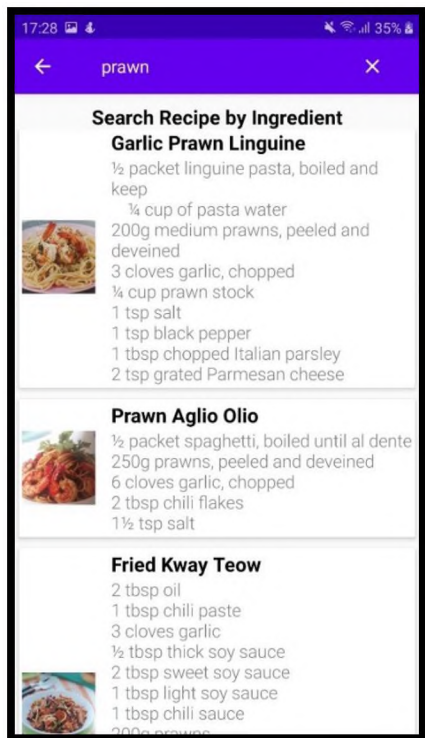 17:28 35%
prawn
Search Recipe by Ingredient
Garlic Prawn Linguine
½ packet linguine pasta, boiled and
keep
¼ cup of pasta water
200g medium prawns, peeled and
deveined
3 cloves garlic, chopped
¼ cup prawn stock
1 tsp salt
1 tsp black pepper
1 tbsp chopped Italian parsley
2 tsp grated Parmesan cheese
Prawn Aglio Olio
½ packet spaghetti, boiled until al dente
250g prawns, peeled and deveined
6 cloves garlic, chopped
2 tbsp chili flakes
1½ tsp salt
Fried Kway Teow
2 tbsp oil
1 tbsp chili paste
3 cloves garlic
½ tbsp thick soy sauce
2 tbsp sweet soy sauce
1 tbsp light soy sauce
1 tbsp chili sauce
200g prawns